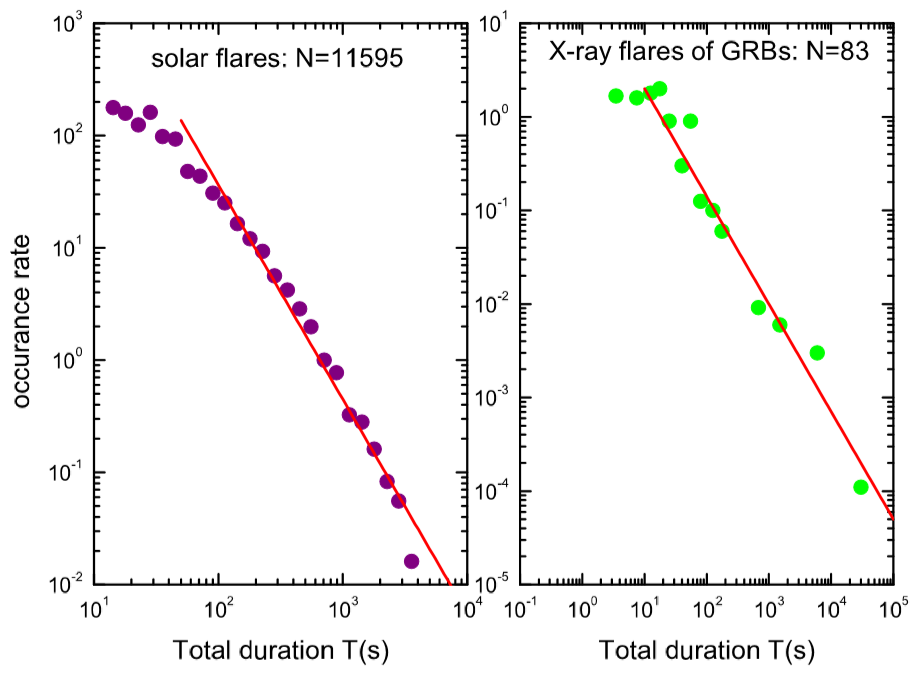 solar flares: N=11595
10^3
10^2
10^1
10^0
10^-1
10^-2
occurance rate
10^1 10^2 10^3 10^4
Total duration T(s)
X-ray flares of GRBs: N=83
10^1
10^0
10^-1
10^-2
10^-3
10^-4
10^-5
10^-1 10^0 10^1 10^2 10^3 10^4 10^5
Total duration T(s)